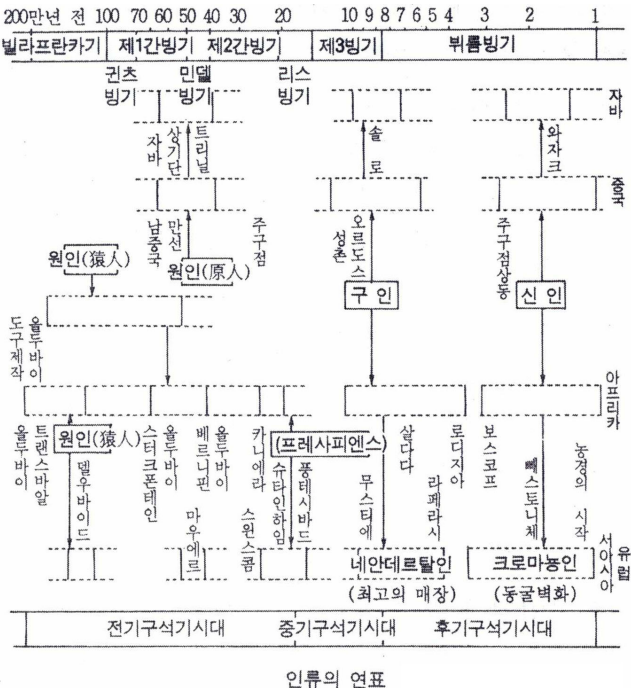 200만년 전 100 50 40 30 20 10 9 8 7 6 5 4 3 2 1
빌라프란카기 제1간빙기 제2간빙기 제3빙기 뷔름빙기
귄츠빙기
민델빙기
리스빙기
자바
자바
상기단
트리닐
솔로
와자크
중국
남중국
만선
주구점
성촌
오르도스
주구점상동
원인(猿人)
원인(原人)
구 인
신 인
도구제작
올두바이
아프리카
올두바이
트랜스바알
원인(猿人)
델우바이드
스터크폰테인
올두바이
베르니핀
올두바이
카니에라
(프레사피엔스)
슈타인하임
퐁테시바드
스완스콤
마우에르
무스티에
살다다
라페라시
로디지아
보스코프
쁘스토니체
농경의 시작
네안데르탈인
(최고의 매장)
크로마뇽인
(동굴벽화)
서아시아
유럽
전기구석기시대 중기구석기시대 후기구석기시대
인류의 연표